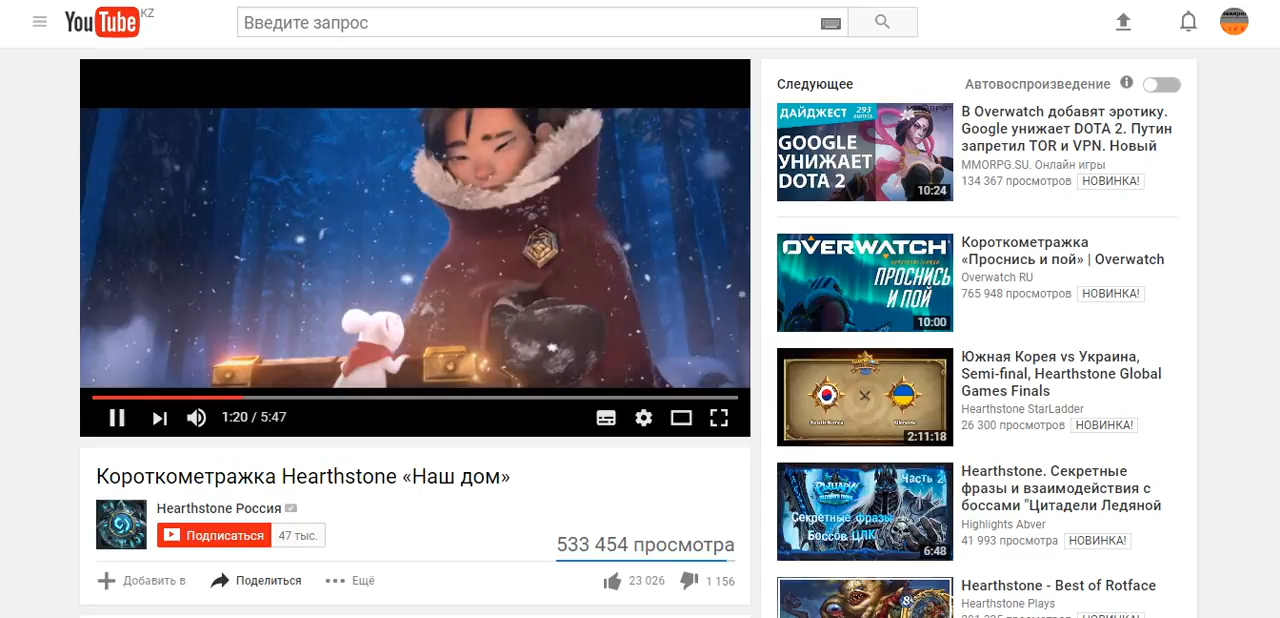 YouTube KZ
Введите запрос
1:20 / 5:47
Короткометражка Hearthstone «Наш дом»
Hearthstone Россия
Подписаться 47 тыс.
533 454 просмотра
Добавить в Поделиться Ещё 23 026 1 156
Следующее Автовоспроизведение
ДАЙДЖЕСТ 293
ВЫПУСК
GOOGLE
УНИЖАЕТ
DOTA 2
10:24
В Overwatch добавят эротику.
Google унижает DOTA 2. Путин
запретил TOR и VPN. Новый
MMORPG.SU. Онлайн игры
134 367 просмотров НОВИНКА!
OVERWATCH
КОРОТКОМЕТРАЖКА
ПРОСНИСЬ
И ПОЙ
10:00
Короткометражка
«Проснись и пой» | Overwatch
Overwatch RU
765 948 просмотров НОВИНКА!
South Korea Ukraine
2:11:18
Южная Корея vs Украина,
Semi-final, Hearthstone Global
Games Finals
Hearthstone StarLadder
26 300 просмотров НОВИНКА!
Часть 2
РЫЦАРИ
ЛЕДЯНОГО ТРОНА
Секретные фразы
Боссов ЦЛК
6:48
Hearthstone. Секретные
фразы и взаимодействия с
боссами "Цитадели Ледяной
Highlights Abver
41 993 просмотра НОВИНКА!
8
Hearthstone - Best of Rotface
Hearthstone Plays